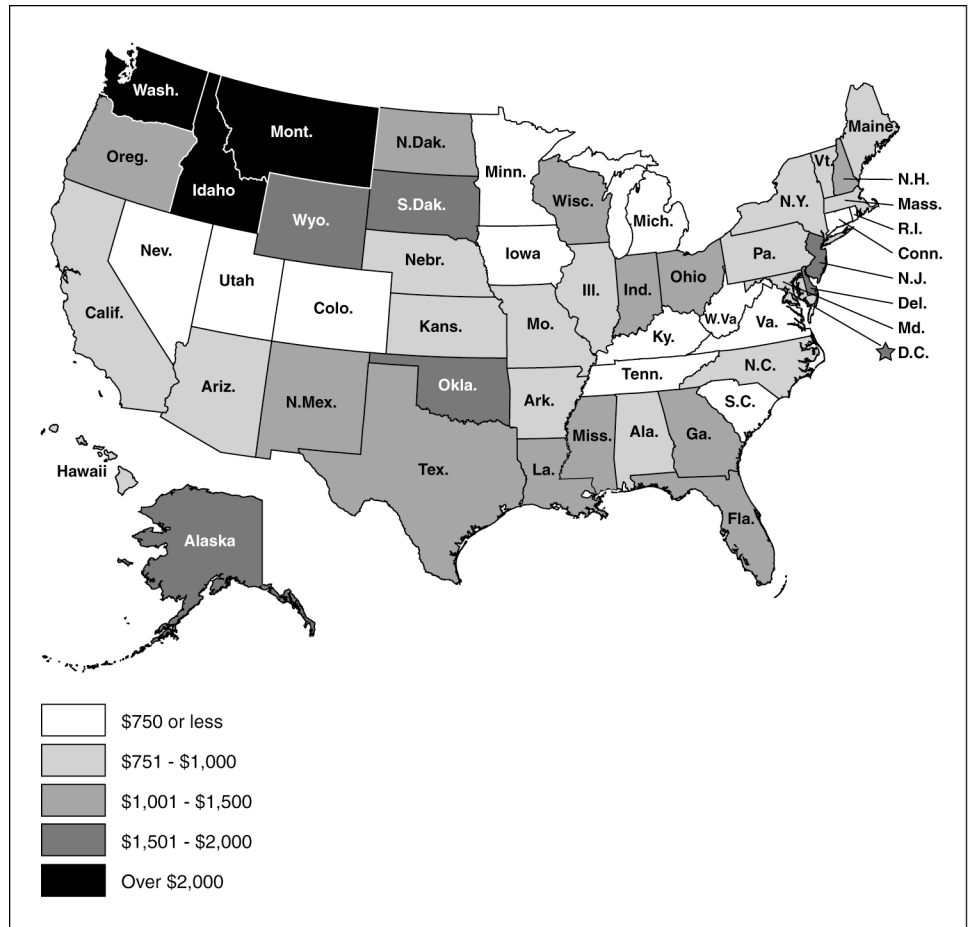 Wash.
Mont.
N.Dak.
Minn.
Maine
Oreg.
Idaho
Wyo.
S.Dak.
Wisc.
Mich.
Vt.
N.Y.
N.H.
Mass.
R.I.
Conn.
N.J.
Del.
Md.
D.C.
Nev.
Utah
Colo.
Nebr.
Iowa
Ill.
Ind.
Ohio
Pa.
Calif.
Kans.
Mo.
Ky.
W.Va
Va.
Ariz.
N.Mex.
Okla.
Ark.
Tenn.
N.C.
S.C.
Tex.
La.
Miss.
Ala.
Ga.
Fla.
Hawaii
Alaska
$750 or less
$751 - $1,000
$1,001 - $1,500
$1,501 - $2,000
Over $2,000